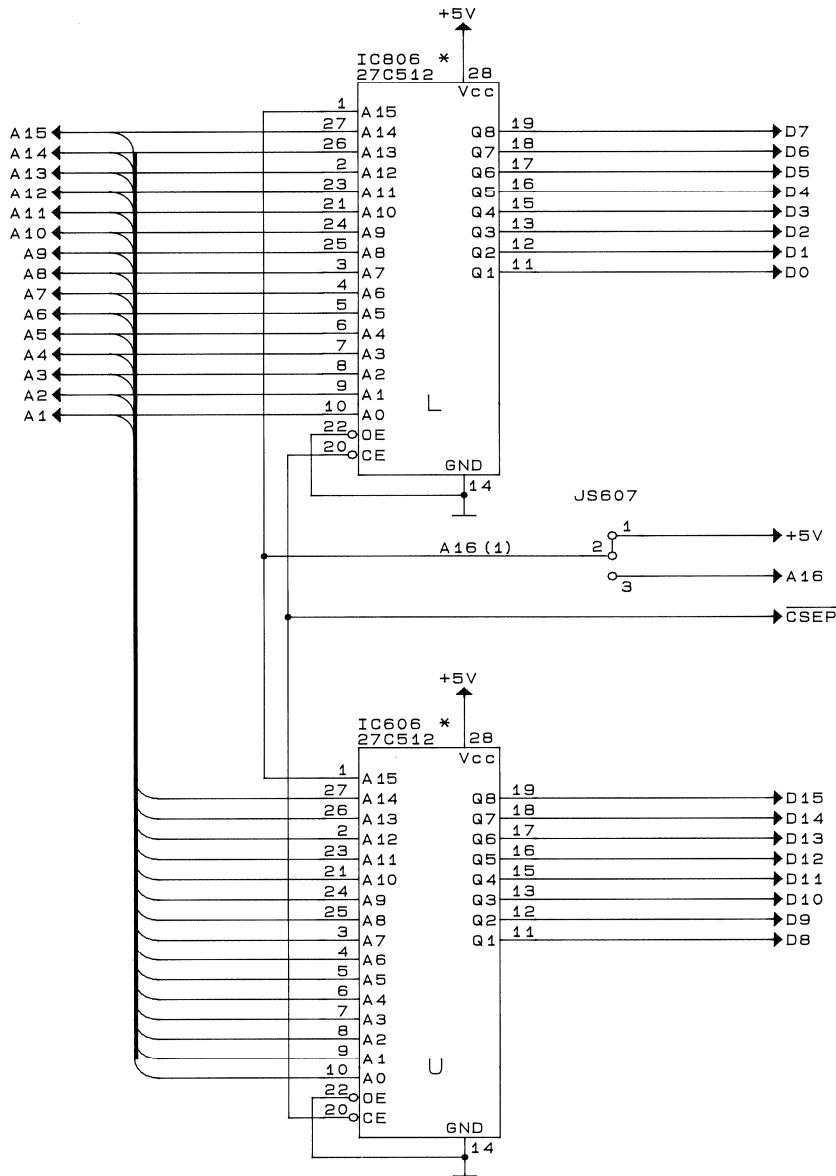 +5V
IC806 *
27C512 28
Vcc
1 A15
A15 27 A14 Q8 19 D7
A14 26 A13 Q7 18 D6
A13 2 A12 Q6 17 D5
A12 23 A11 Q5 16 D4
A11 21 A10 Q4 15 D3
A10 24 A9 Q3 13 D2
A9 25 A8 Q2 12 D1
A8 3 A7 Q1 11 D0
A7 4 A6
A6 5 A5
A5 6 A4
A4 7 A3
A3 8 A2
A2 9 A1
A1 10 A0
L
22 OE
20 CE
GND
14
JS607
1 +5V
A16(1) 2
3 A16
CSEP
+5V
IC606 *
27C512 28
Vcc
1 A15
27 A14 Q8 19 D15
26 A13 Q7 18 D14
2 A12 Q6 17 D13
23 A11 Q5 16 D12
21 A10 Q4 15 D11
24 A9 Q3 13 D10
25 A8 Q2 12 D9
3 A7 Q1 11 D8
4 A6
5 A5
6 A4
7 A3
8 A2
9 A1
U
10 A0
22 OE
20 CE
GND
14